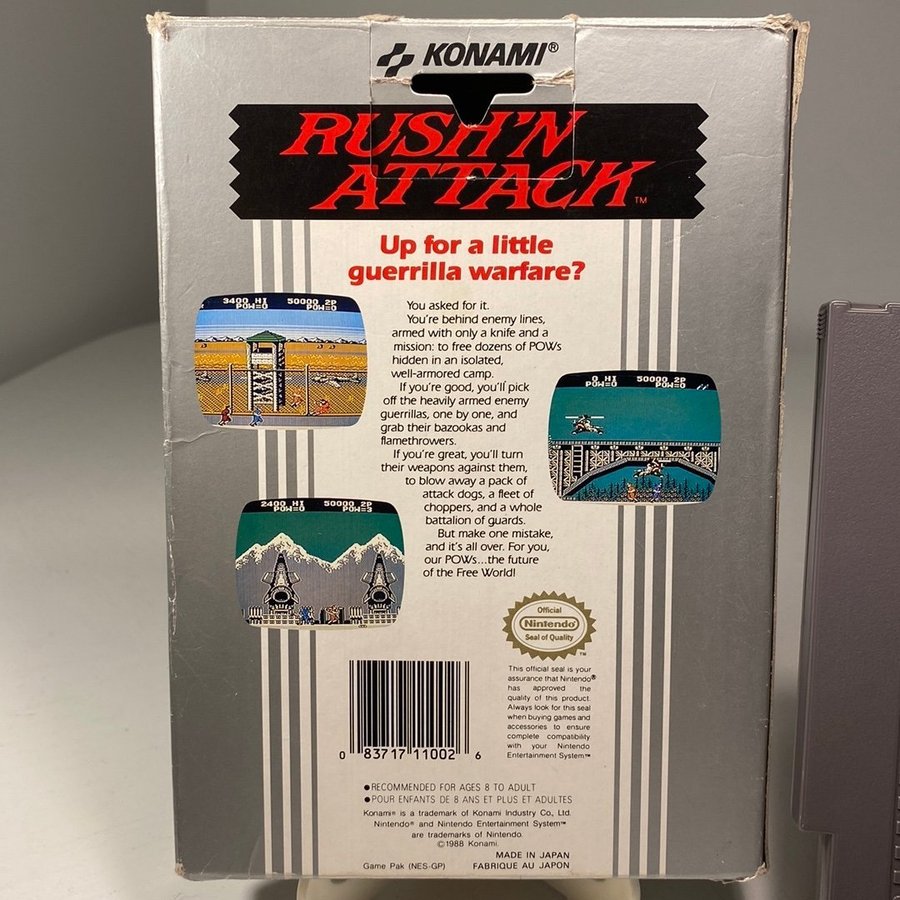 KONAMI®
RUSH'N
ATTACK™
Up for a little
guerrilla warfare?
3400 HI 50000 2P
POW=0 POW=0
You asked for it.
You're behind enemy lines,
armed with only a knife and a
mission: to free dozens of POWs
hidden in an isolated,
well-armored camp.
If you're good, you'll pick
off the heavily armed enemy
guerrillas, one by one, and
grab their bazookas and
flamethrowers.
If you're great, you'll turn
their weapons against them,
to blow away a pack of
attack dogs, a fleet of
choppers, and a whole
battalion of guards.
But make one mistake,
and it's all over. For you,
our POWs...the future
of the Free World!
0 HI 50000 2P
POW=0 POW=0
2400 HI 50000 2P
POW=0 POW=3
Official
Nintendo®
Seal of Quality
™
This official seal is your
assurance that Nintendo®
has approved the
quality of this product.
Always look for this seal
when buying games and
accessories to ensure
complete compatibility
with your Nintendo
Entertainment System™
0 83717 11002 6
●RECOMMENDED FOR AGES 8 TO ADULT
●POUR ENFANTS DE 8 ANS ET PLUS ET ADULTES
Konami® is a trademark of Konami Industry Co., Ltd.
Nintendo® and Nintendo Entertainment System™
are trademarks of Nintendo.
©1988 Konami.
MADE IN JAPAN
Game Pak (NES-GP) FABRIQUE AU JAPON